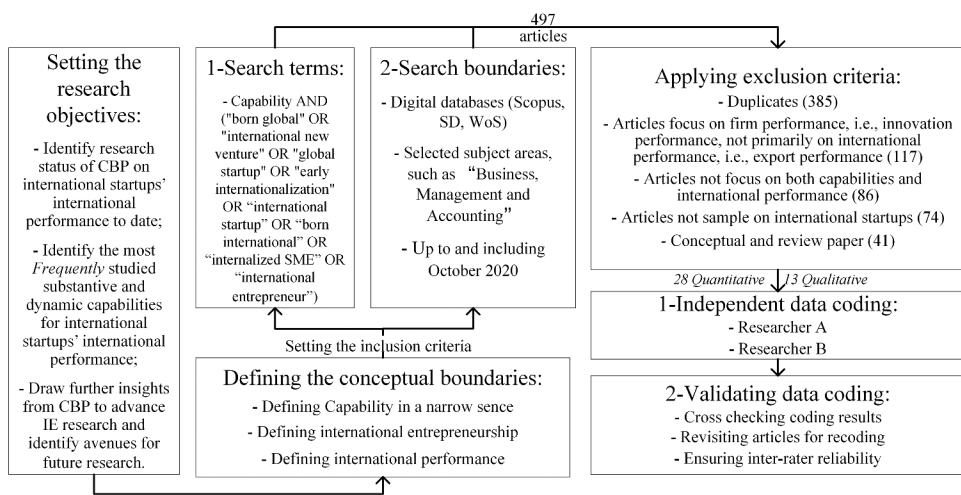 497
articles
Setting the
research
objectives:
- Identify research
status of CBP on
international startups’
international
performance to date;
- Identify the most
Frequently studied
substantive and
dynamic capabilities
for international
startups’ international
performance;
- Draw further insights
from CBP to advance
IE research and
identify avenues for
future research.
1-Search terms:
- Capability AND
("born global" OR
"international new
venture" OR "global
startup" OR "early
internationalization"
OR “international
startup” OR “born
international” OR
“internalized SME” OR
“international
entrepreneur”)
2-Search boundaries:
- Digital databases (Scopus,
SD, WoS)
- Selected subject areas,
such as “Business,
Management and
Accounting”
- Up to and including
October 2020
Setting the inclusion criteria
Defining the conceptual boundaries:
- Defining Capability in a narrow sence
- Defining international entrepreneurship
- Defining international performance
Applying exclusion criteria:
- Duplicates (385)
- Articles focus on firm performance, i.e., innovation
performance, not primarily on international
performance, i.e., export performance (117)
- Articles not focus on both capabilities and
international performance (86)
- Articles not sample on international startups (74)
- Conceptual and review paper (41)
28 Quantitative 13 Qualitative
1-Independent data coding:
- Researcher A
- Researcher B
2-Validating data coding:
- Cross checking coding results
- Revisiting articles for recoding
- Ensuring inter-rater reliability